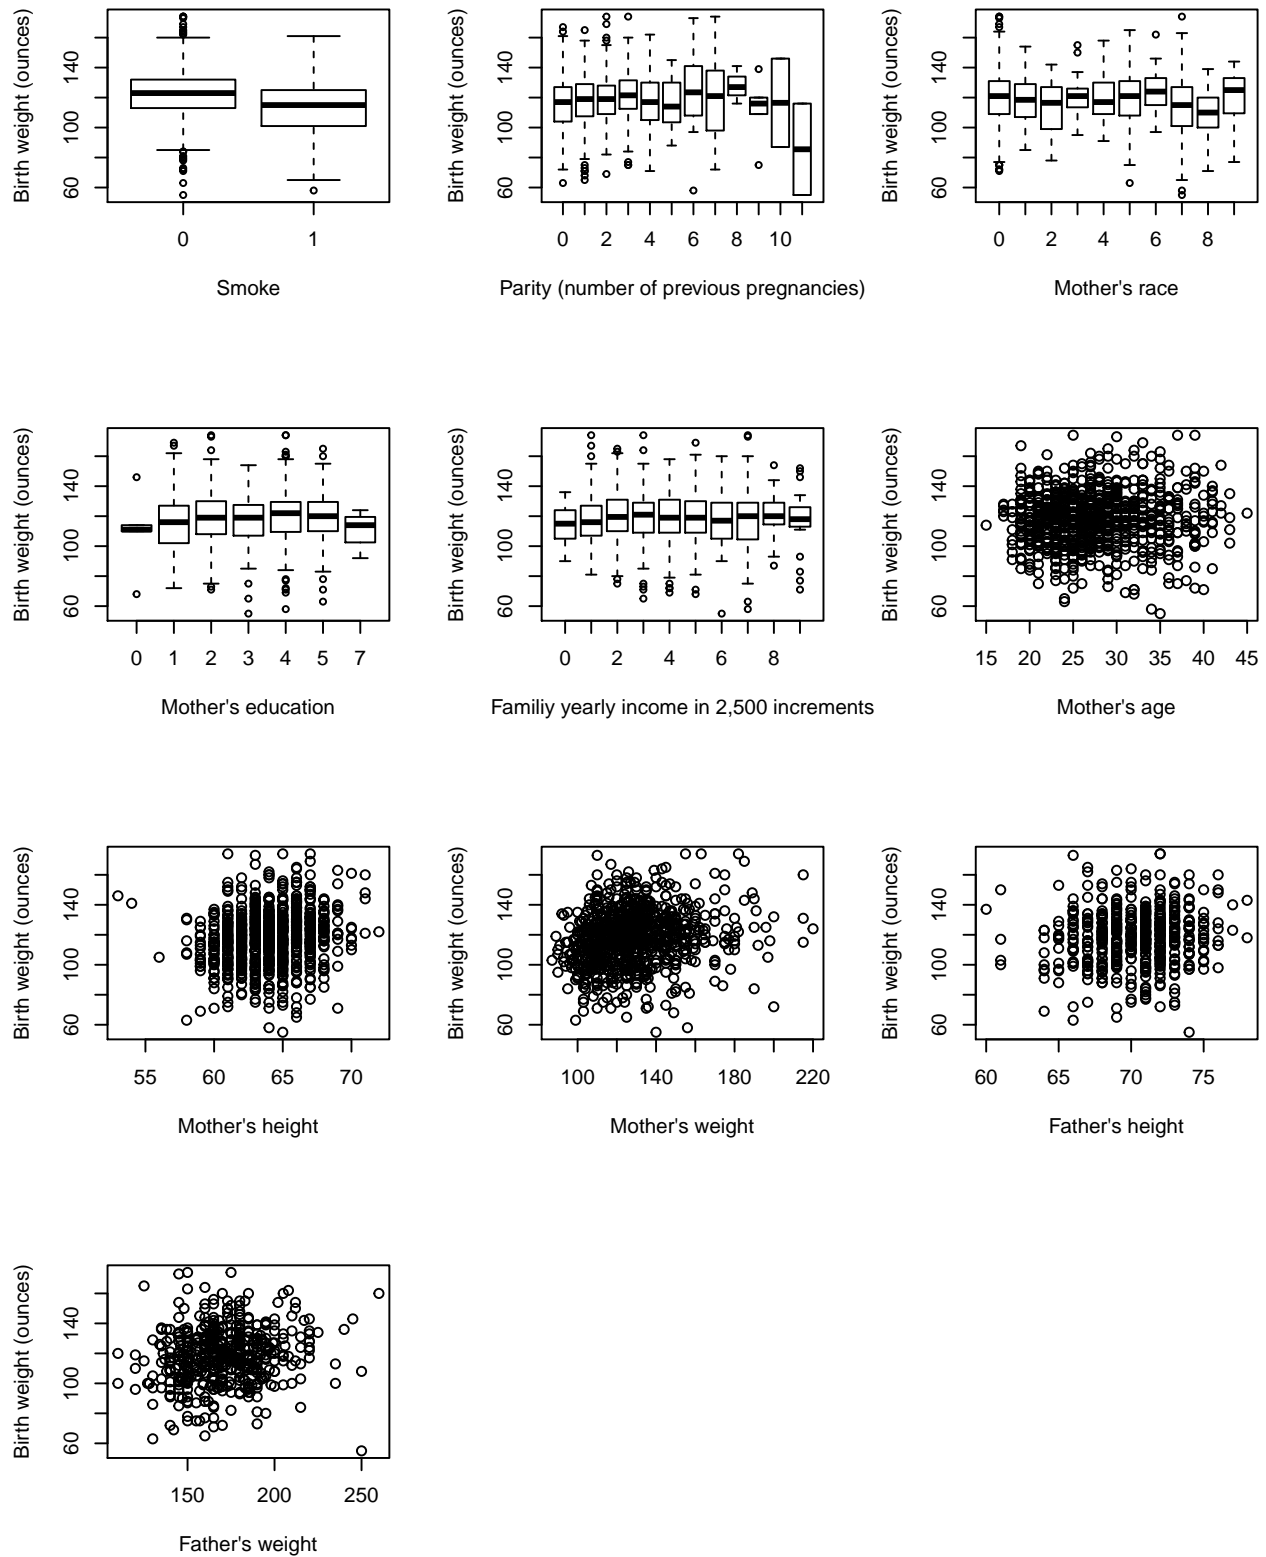 Birth weight (ounces)
60 100 140
0 1
Smoke
Birth weight (ounces)
60 100 140
0 2 4 6 8 10
Parity (number of previous pregnancies)
Birth weight (ounces)
60 100 140
0 2 4 6 8
Mother's race
Birth weight (ounces)
60 100 140
0 1 2 3 4 5 7
Mother's education
Birth weight (ounces)
60 100 140
0 2 4 6 8
Familiy yearly income in 2,500 increments
Birth weight (ounces)
60 100 140
15 20 25 30 35 40 45
Mother's age
Birth weight (ounces)
60 100 140
55 60 65 70
Mother's height
Birth weight (ounces)
60 100 140
100 140 180 220
Mother's weight
Birth weight (ounces)
60 100 140
60 65 70 75
Father's height
Birth weight (ounces)
60 100 140
150 200 250
Father's weight